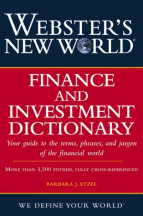 WEBSTER'S
NEW WORLD®
FINANCE
AND
INVESTMENT
DICTIONARY
Your guide to the terms, phrases, and jargon
of the financial world
MORE THAN 3,500 ENTRIES, FULLY CROSS-REFERENCED
BARBARA J. ETZEL
WE DEFINE YOUR WORLD®